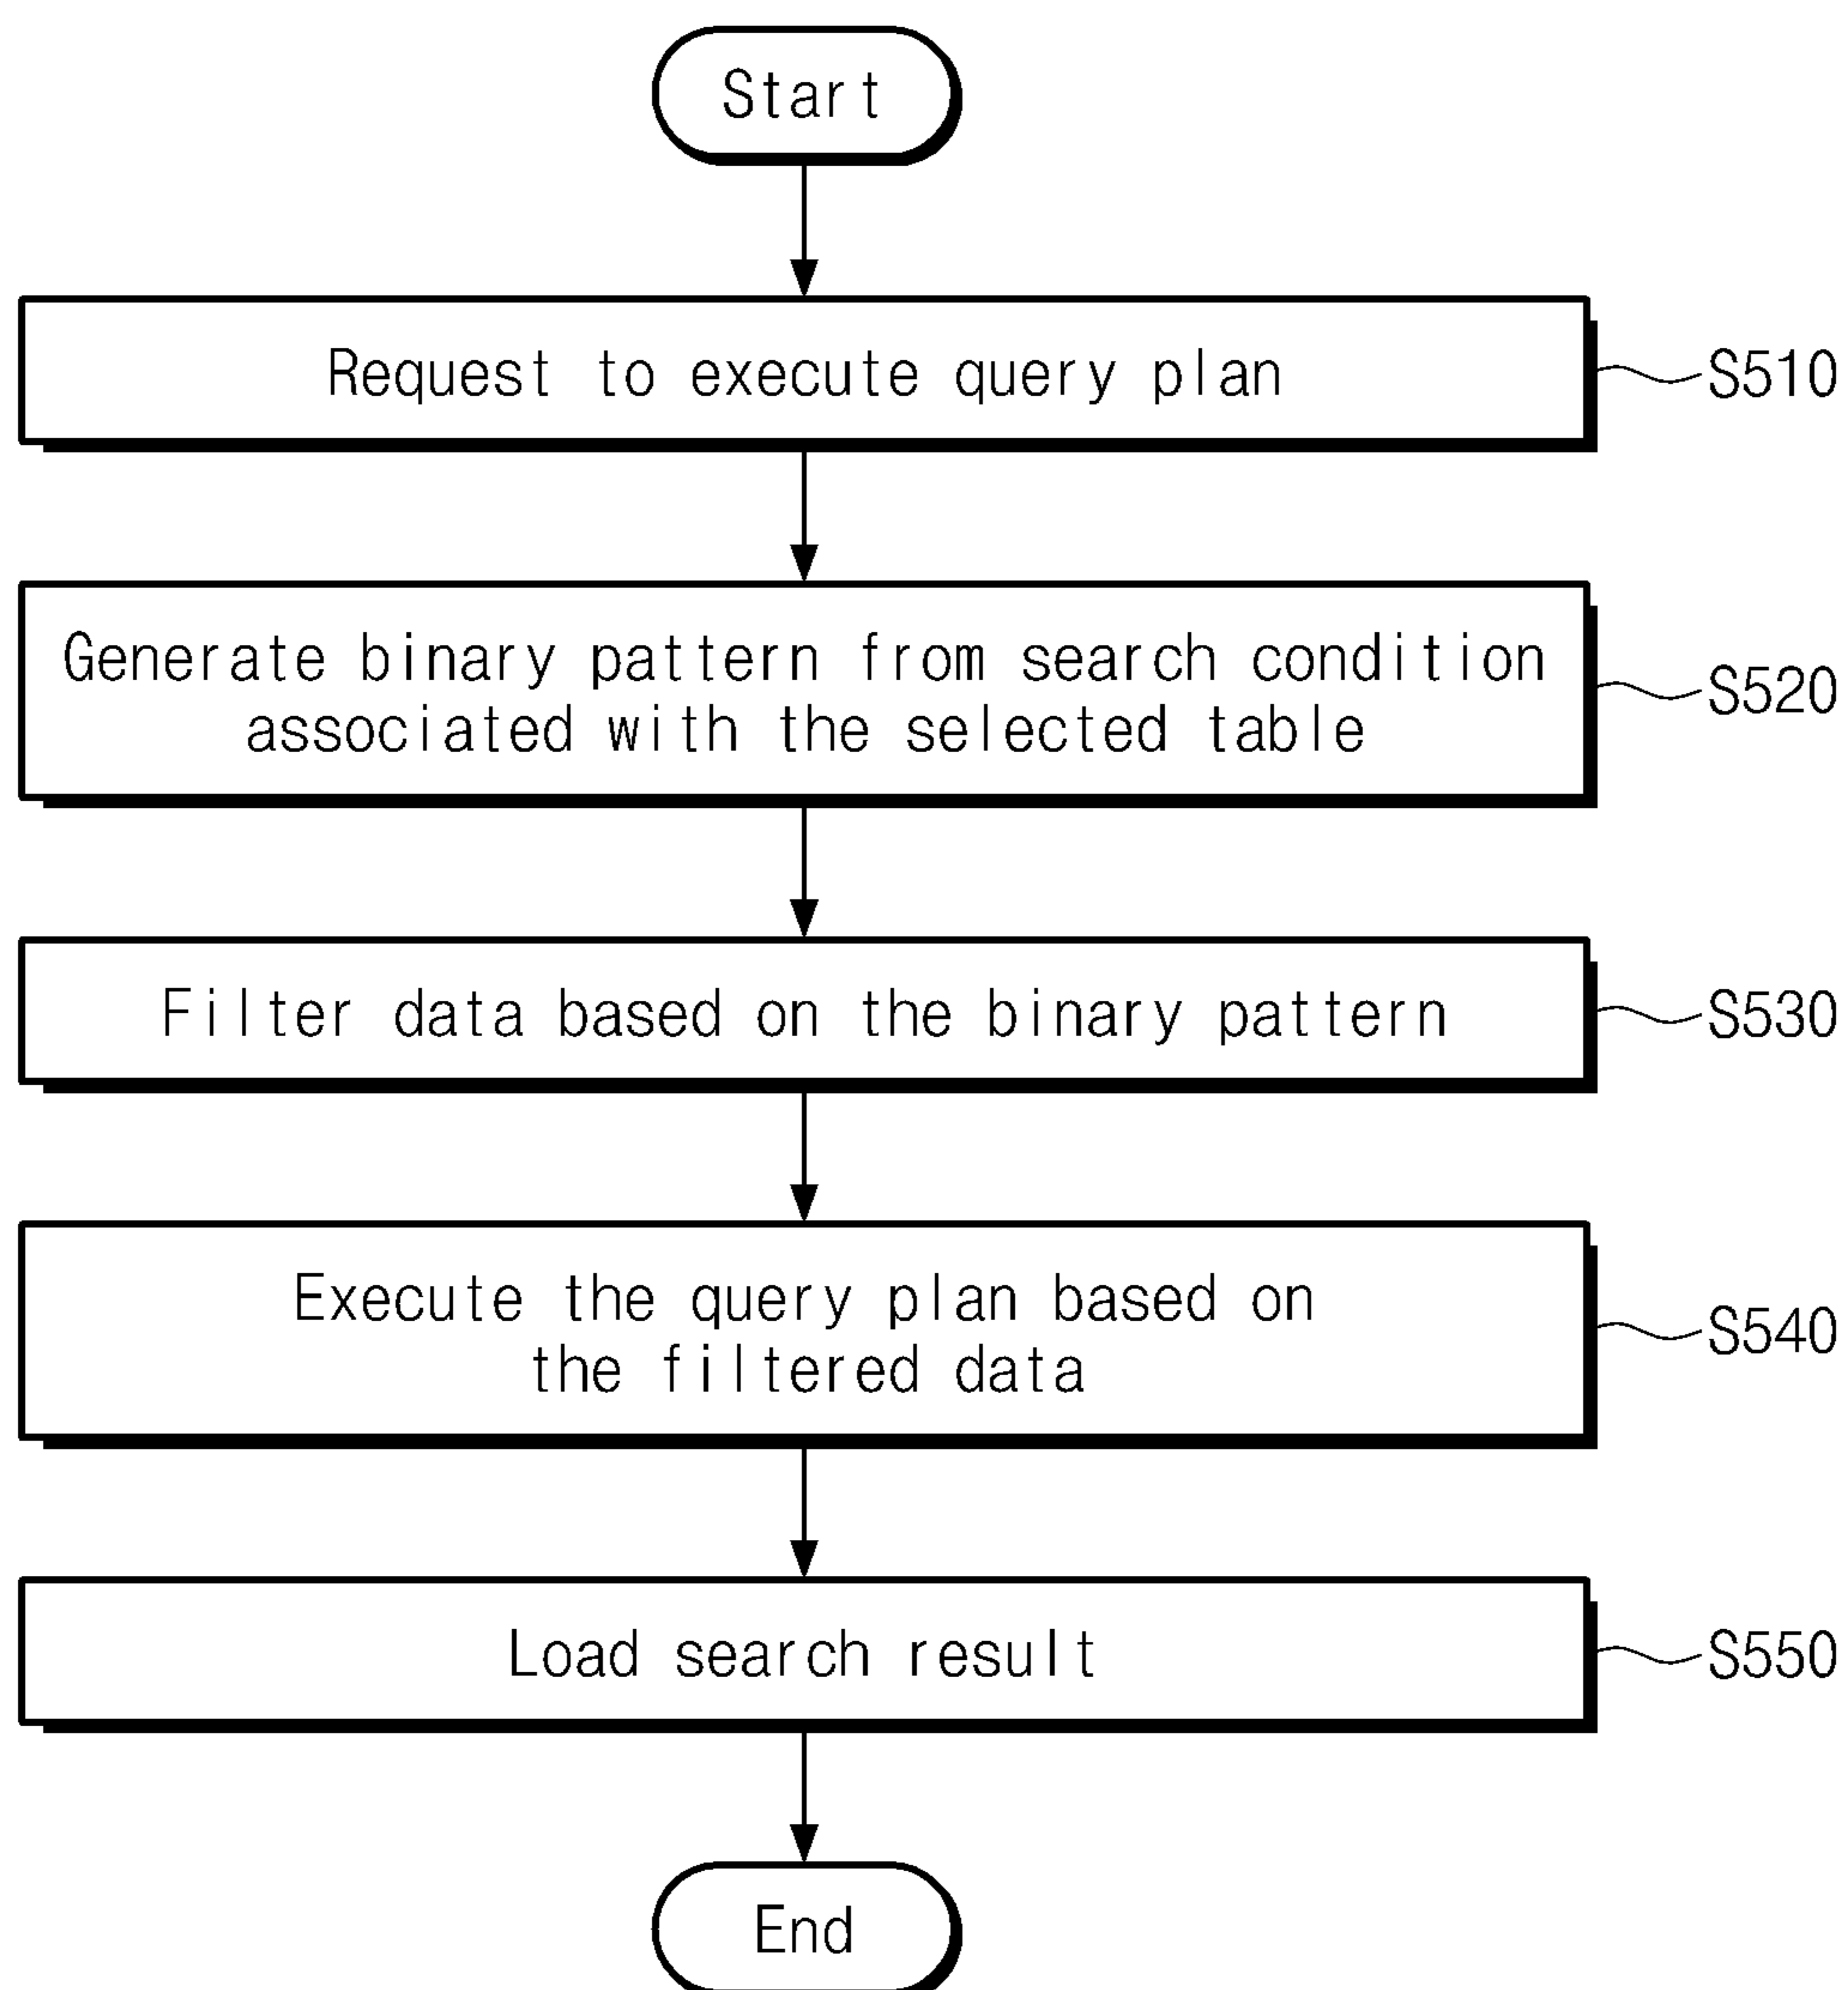 Start
Request to execute query plan
S510
Generate binary pattern from search condition
associated with the selected table
S520
Filter data based on the binary pattern
S530
Execute the query plan based on
the filtered data
S540
Load search result
S550
End